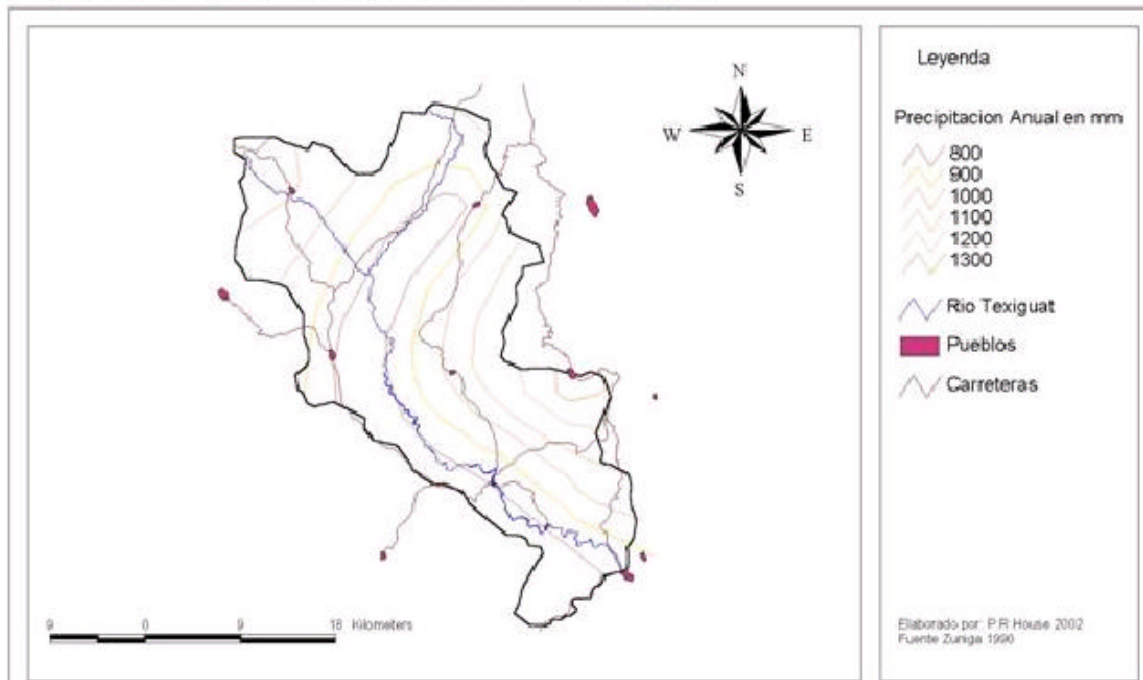 N
W
E
S
9 0 9 18 Kilometers
Leyenda
Precipitacion Anual en mm
800
900
1000
1100
1200
1300
Rio Texiguat
Pueblos
Carreteras
Elaborado por: P.R House 2002
Fuente Zuniga 1990